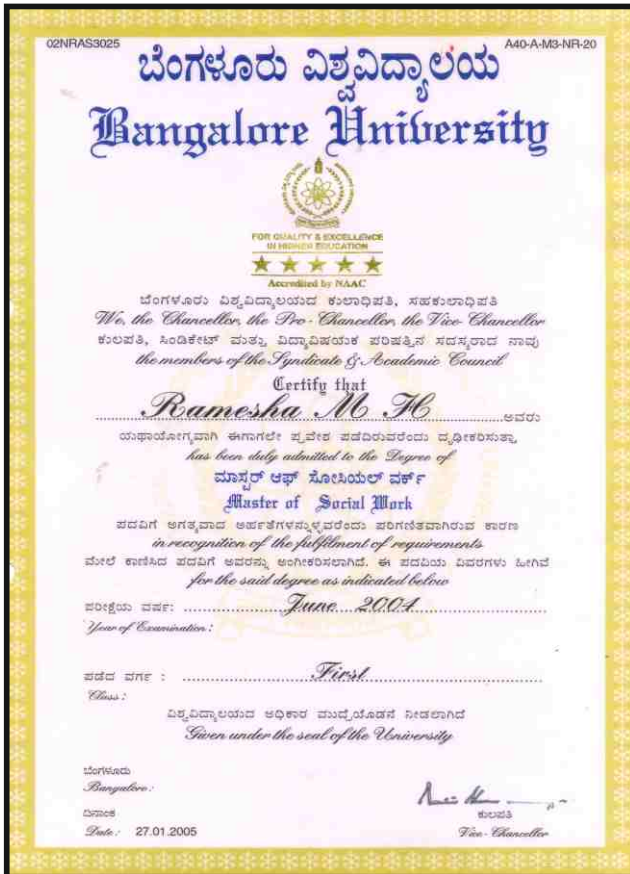 02NRAS3025
A40-A-M3-NR-20
ಬೆಂಗಳೂರು ವಿಶ್ವವಿದ್ಯಾಲಯ
Bangalore University
FOR QUALITY & EXCELLENCE
IN HIGHER EDUCATION
Accredited by NAAC
ಬೆಂಗಳೂರು ವಿಶ್ವವಿದ್ಯಾಲಯದ ಕುಲಾಧಿಪತಿ, ಸಹಕುಲಾಧಿಪತಿ
We, the Chancellor, the Pro-Chancellor, the Vice-Chancellor
ಕುಲಪತಿ, ಸಿಂಡಿಕೇಟ್ ಮತ್ತು ವಿದ್ಯಾವಿಷಯಕ ಪರಿಷತ್ತಿನ ಸದಸ್ಯರಾದ ನಾವು
the members of the Syndicate & Academic Council
Certify that
Ramesha M H ಅವರು
ಯಥಾಯೋಗ್ಯವಾಗಿ ಈಗಾಗಲೇ ಪ್ರವೇಶ ಪಡೆದಿರುವರೆಂದು ದೃಢೀಕರಿಸುತ್ತಾ,
has been duly admitted to the Degree of
ಮಾಸ್ಟರ್ ಆಫ್ ಸೋಸಿಯಲ್ ವರ್ಕ್
Master of Social Work
ಪದವಿಗೆ ಅಗತ್ಯವಾದ ಅರ್ಹತೆಗಳನ್ನುಳ್ಳವರೆಂದು ಪರಿಗಣಿತವಾಗಿರುವ ಕಾರಣ
in recognition of the fulfilment of requirements
ಮೇಲೆ ಕಾಣಿಸಿದ ಪದವಿಗೆ ಅವರನ್ನು ಅಂಗೀಕರಿಸಲಾಗಿದೆ. ಈ ಪದವಿಯ ವಿವರಗಳು ಹೀಗಿವೆ
for the said degree as indicated below
ಪರೀಕ್ಷೆಯ ವರ್ಷ: June 2004
Year of Examination:
ಪಡೆದ ವರ್ಗ : First
Class:
ವಿಶ್ವವಿದ್ಯಾಲಯದ ಅಧಿಕಾರ ಮುದ್ರೆಯೊಡನೆ ನೀಡಲಾಗಿದೆ
Given under the seal of the University
ಬೆಂಗಳೂರು
Bangalore:
ದಿನಾಂಕ
Date: 27.01.2005
ಕುಲಪತಿ
Vice-Chancellor